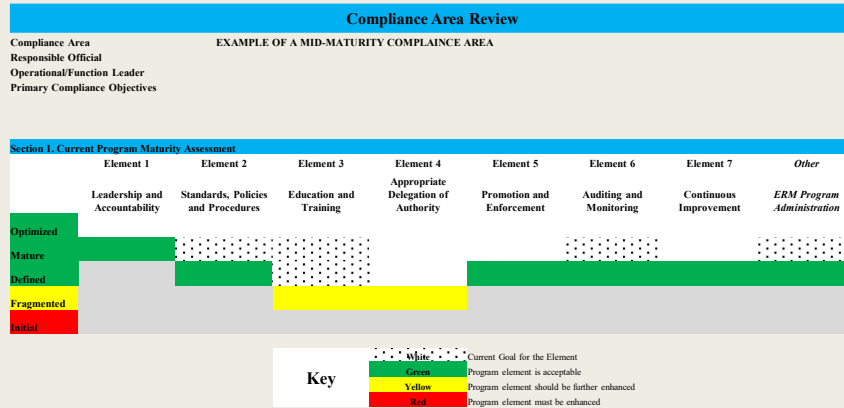 Compliance Area Review
Compliance Area EXAMPLE OF A MID-MATURITY COMPLAINCE AREA
Responsible Official
Operational/Function Leader
Primary Compliance Objectives
Section 1. Current Program Maturity Assessment
Element 1 Element 2 Element 3 Element 4 Element 5 Element 6 Element 7 Other
Leadership and Accountability
Standards, Policies and Procedures
Education and Training
Appropriate Delegation of Authority
Promotion and Enforcement
Auditing and Monitoring
Continuous Improvement
ERM Program Administration
Optimized
Mature
Defined
Fragmented
Initial
Key
White Current Goal for the Element
Green Program element is acceptable
Yellow Program element should be further enhanced
Red Program element must be enhanced